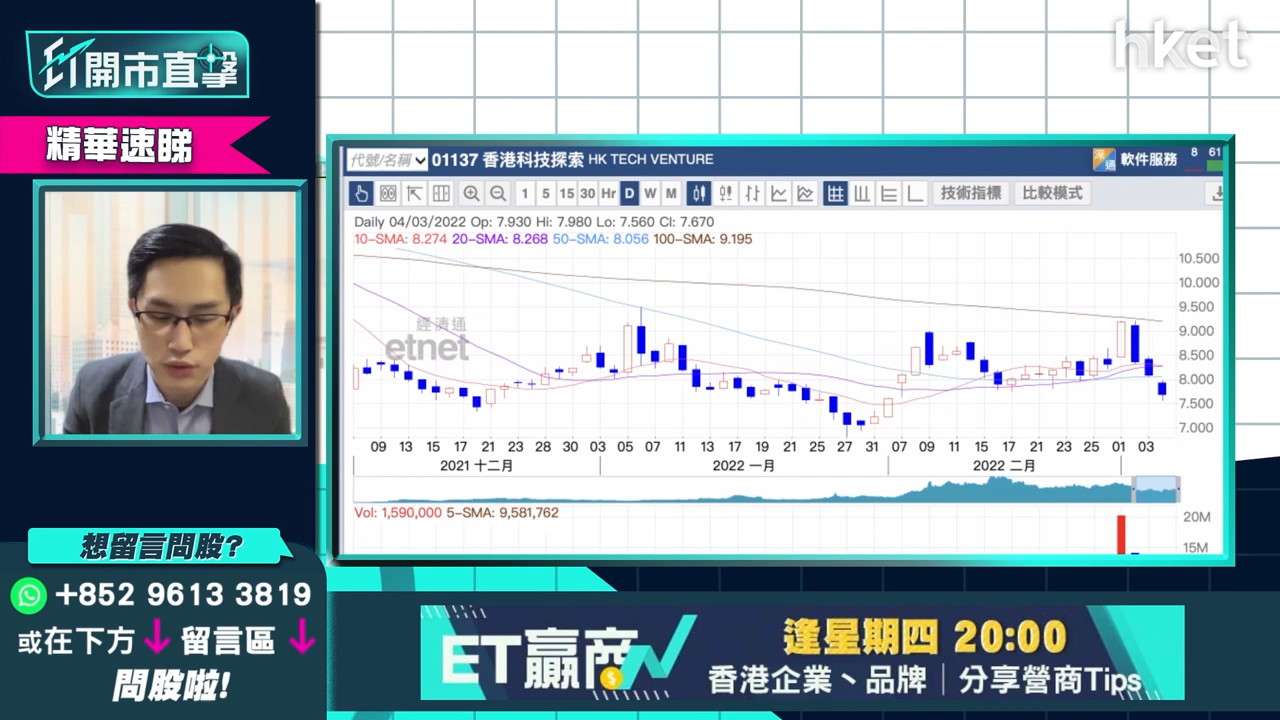 ET開市直擊
hket
精華速睇
代號/名稱 01137 香港科技探索 HK TECH VENTURE
深 通 軟件服務 8 61
1 5 15 30 Hr D W M 技術指標 比較模式
Daily 04/03/2022 Op: 7.930 Hi: 7.980 Lo: 7.560 Cl: 7.670
10-SMA: 8.274 20-SMA: 8.268 50-SMA: 8.056 100-SMA: 9.195
10.500
10.000
9.500
9.000
8.500
8.000
7.500
7.000
經濟通
etnet
09 13 15 17 21 23 28 30 03 05 07 11 13 17 19 21 25 27 31 07 09 11 15 17 21 23 25 01 03
2021 十二月 2022 一月 2022 二月
Vol: 1,590,000 5-SMA: 9,581,762
20M
15M
想留言問股?
+852 9613 3819
或在下方↓留言區↓
問股啦!
ET贏商
逢星期四 20:00
香港企業、品牌｜分享營商Tips